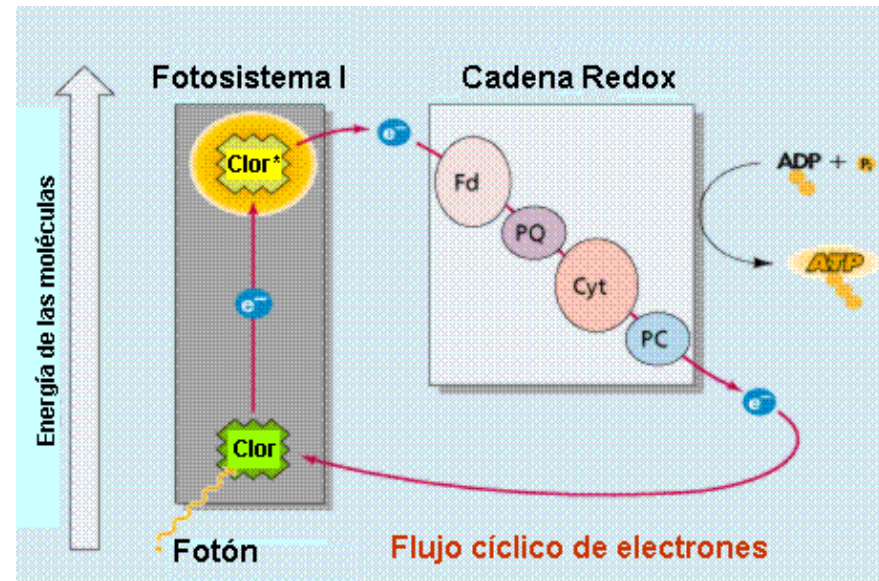 Fotosistema I
Cadena Redox
Energía de las moléculas
Clor*
e⁻
Fd
PQ
Cyt
PC
ADP + Pᵢ
ATP
e⁻
e⁻
Clor
Fotón
Flujo cíclico de electrones